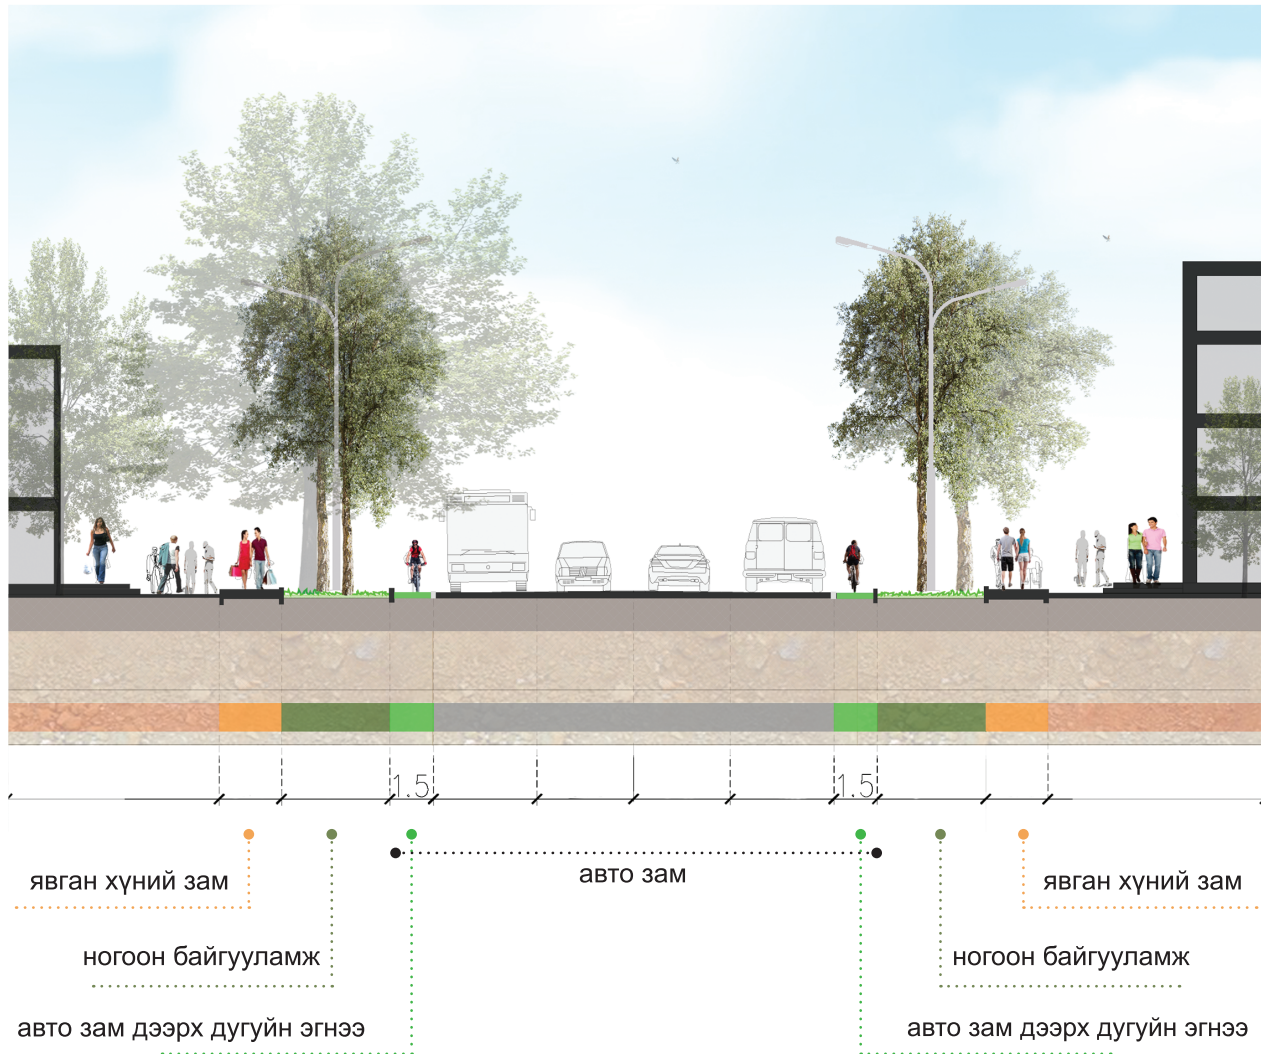 1.5 1.5
авто зам
явган хүний зам явган хүний зам
ногоон байгууламж ногоон байгууламж
авто зам дээрх дугуйн эгнээ авто зам дээрх дугуйн эгнээ